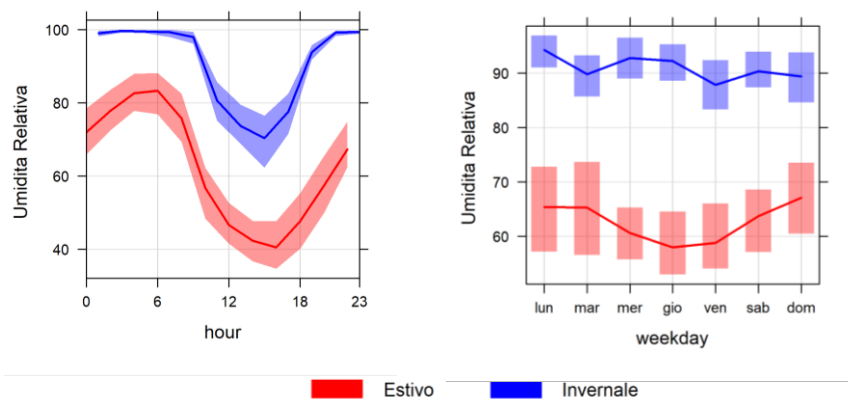 Umidita Relativa
100
80
60
40
0 6 12 18 23
hour
Umidita Relativa
90
80
70
60
lun mar mer gio ven sab dom
weekday
Estivo Invernale